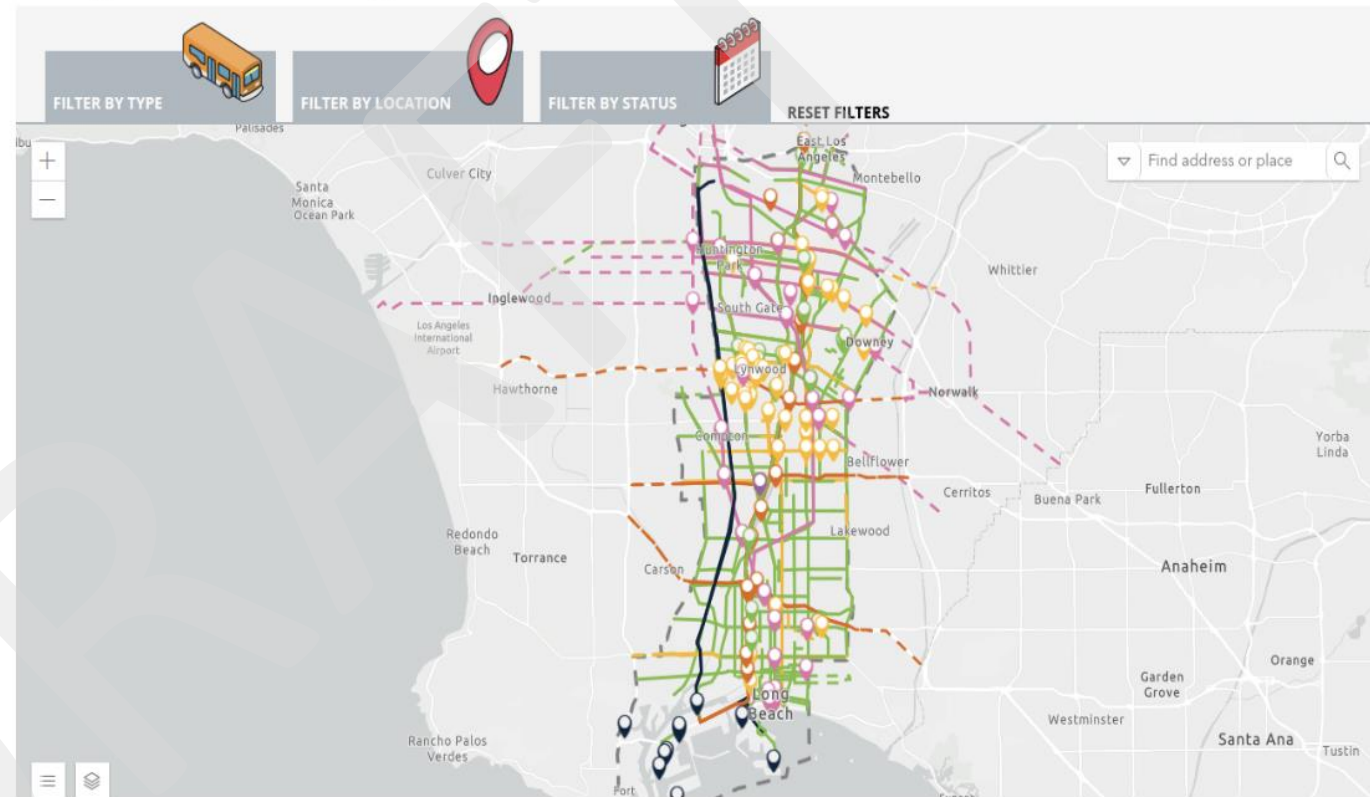 FILTER BY TYPE
FILTER BY LOCATION
FILTER BY STATUS
RESET FILTERS
Palisades
Find address or place
East Los
Angeles
Montebello
Culver City
Santa
Monica
Ocean Park
Huntington
Park
Whittier
Inglewood
South Gate
Los Angeles
International
Airport
Downey
Lynwood
Hawthorne
Norwalk
Compton
Yorba
Linda
Bellflower
Cerritos
Buena Park
Fullerton
Redondo
Beach
Torrance
Lakewood
Carson
Anaheim
Orange
Garden
Grove
Long
Beach
Westminster
Santa Ana
Tustin
Rancho Palos
Verdes
Port